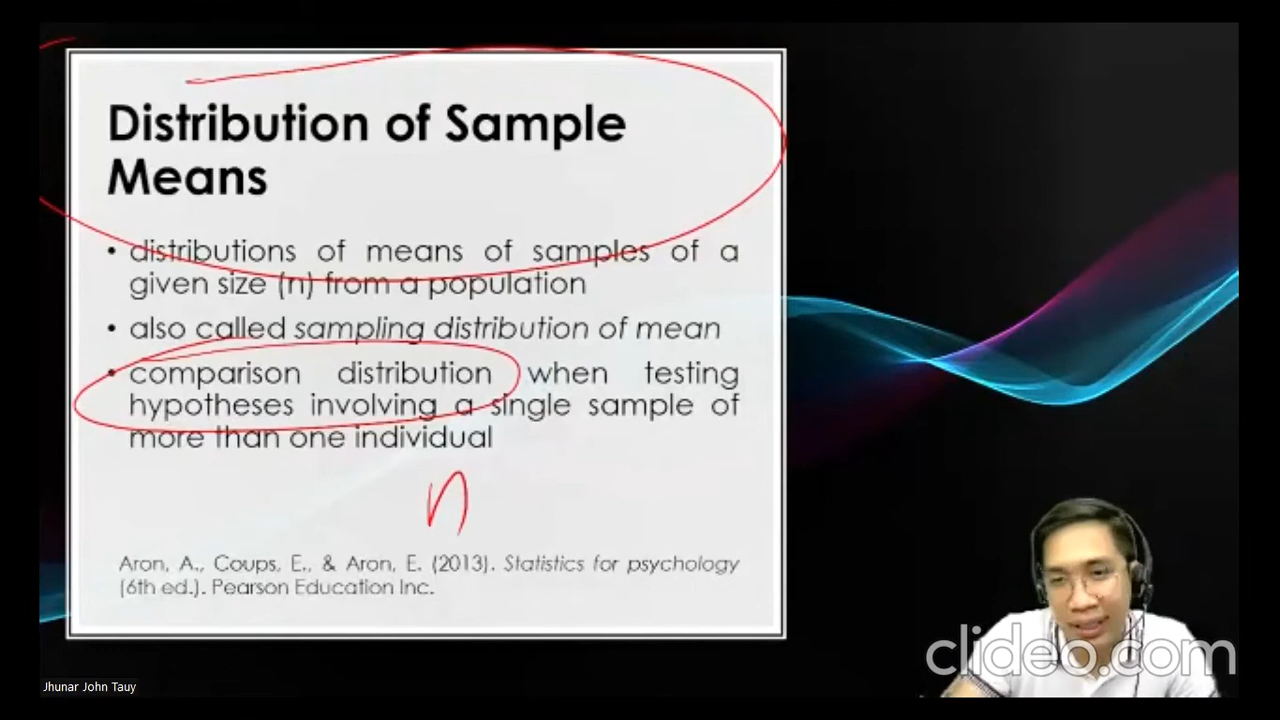 Distribution of Sample
Means
• distributions of means of samples of a
given size (n) from a population
• also called sampling distribution of mean
• comparison distribution when testing
hypotheses involving a single sample of
more than one individual
n
Aron, A., Coups, E., & Aron, E. (2013). Statistics for psychology
(6th ed.). Pearson Education Inc.
clideo.com
Jhunar John Tauy